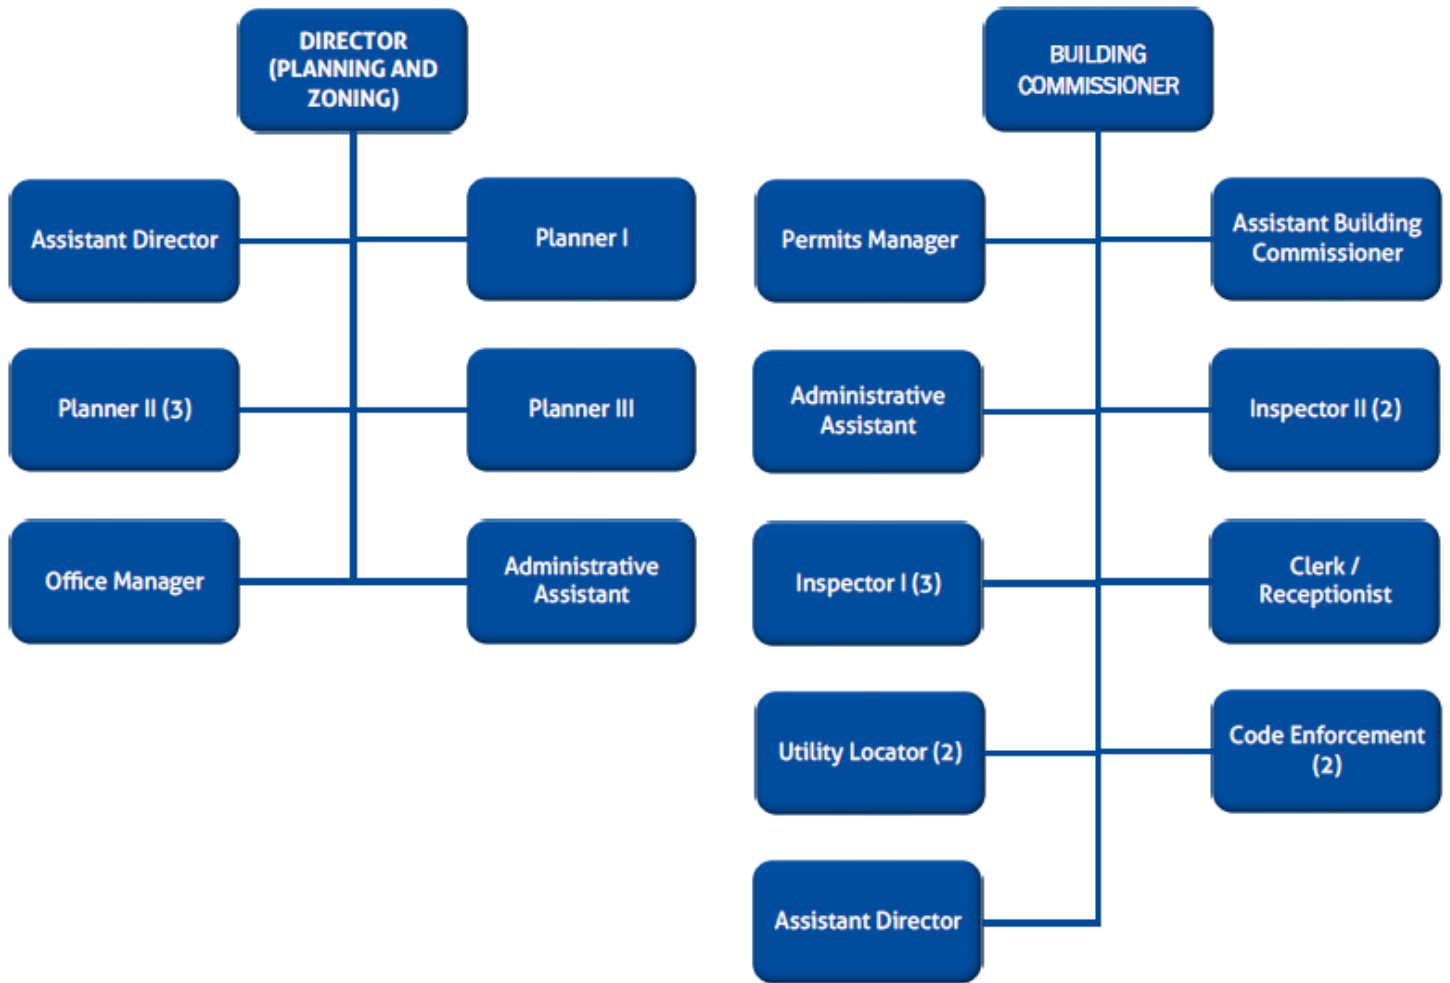 DIRECTOR
(PLANNING AND
ZONING)
Assistant Director
Planner I
Planner II (3)
Planner III
Office Manager
Administrative
Assistant
BUILDING
COMMISSIONER
Permits Manager
Assistant Building
Commissioner
Administrative
Assistant
Inspector II (2)
Inspector I (3)
Clerk /
Receptionist
Utility Locator (2)
Code Enforcement
(2)
Assistant Director